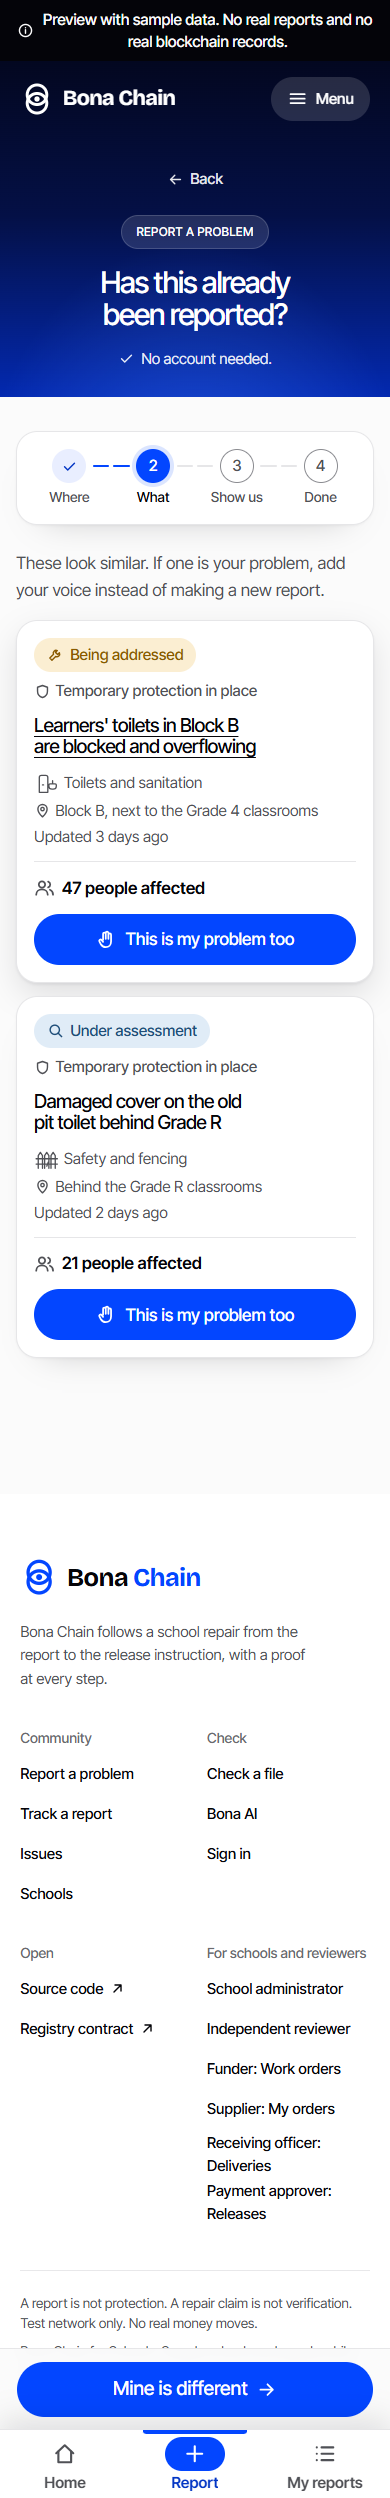 Preview with sample data. No real reports and no
real blockchain records.
Bona Chain
Menu
Back
REPORT A PROBLEM
Has this already
been reported?
No account needed.
2
3
4
Where
What
Show us
Done
These look similar. If one is your problem, add
your voice instead of making a new report.
Being addressed
Temporary protection in place
Learners' toilets in Block B
are blocked and overflowing
Toilets and sanitation
Block B, next to the Grade 4 classrooms
Updated 3 days ago
47 people affected
This is my problem too
Under assessment
Temporary protection in place
Damaged cover on the old
pit toilet behind Grade R
Safety and fencing
Behind the Grade R classrooms
Updated 2 days ago
21 people affected
This is my problem too
Bona Chain
Bona Chain follows a school repair from the
report to the release instruction, with a proof
at every step.
Community
Report a problem
Track a report
Issues
Schools
Check
Check a file
Bona AI
Sign in
Open
Source code
Registry contract
For schools and reviewers
School administrator
Independent reviewer
Funder: Work orders
Supplier: My orders
Receiving officer:
Deliveries
Payment approver:
Releases
A report is not protection. A repair claim is not verification.
Test network only. No real money moves.
Mine is different
Home
Report
My reports